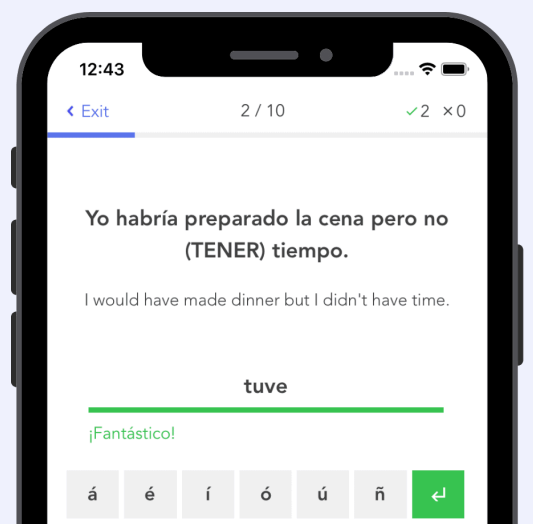 12:43
Exit
2 / 10
✓2 ×0
Yo habría preparado la cena pero no
(TENER) tiempo.
I would have made dinner but I didn't have time.
tuve
¡Fantástico!
á é í ó ú ñ